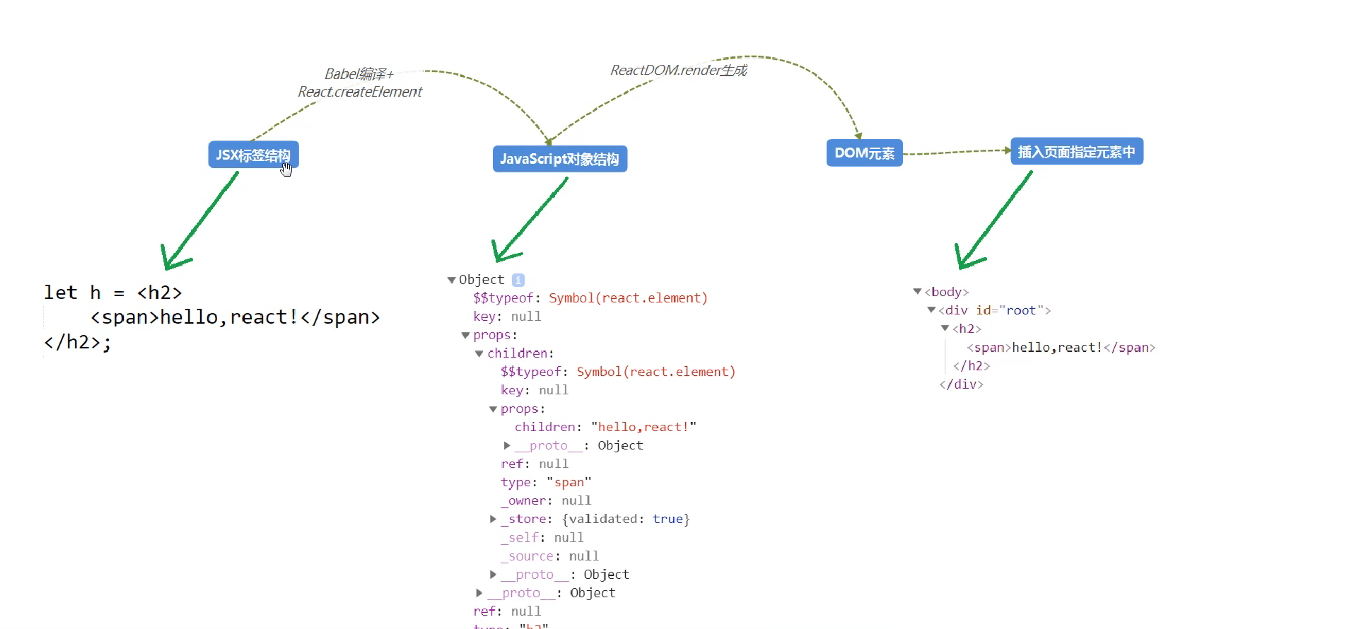 Babel编译+
React.createElement
ReactDOM.render生成
JSX标签结构
JavaScript对象结构
DOM元素
插入页面指定元素中
let h = <h2>
<span>hello,react!</span>
</h2>;
Object i
$$typeof: Symbol(react.element)
key: null
props:
children:
$$typeof: Symbol(react.element)
key: null
props:
children: "hello,react!"
__proto__: Object
ref: null
type: "span"
_owner: null
_store: {validated: true}
_self: null
_source: null
__proto__: Object
__proto__: Object
ref: null
type: "h2"
<body>
<div id="root">
<h2>
<span>hello,react!</span>
</h2>
</div>